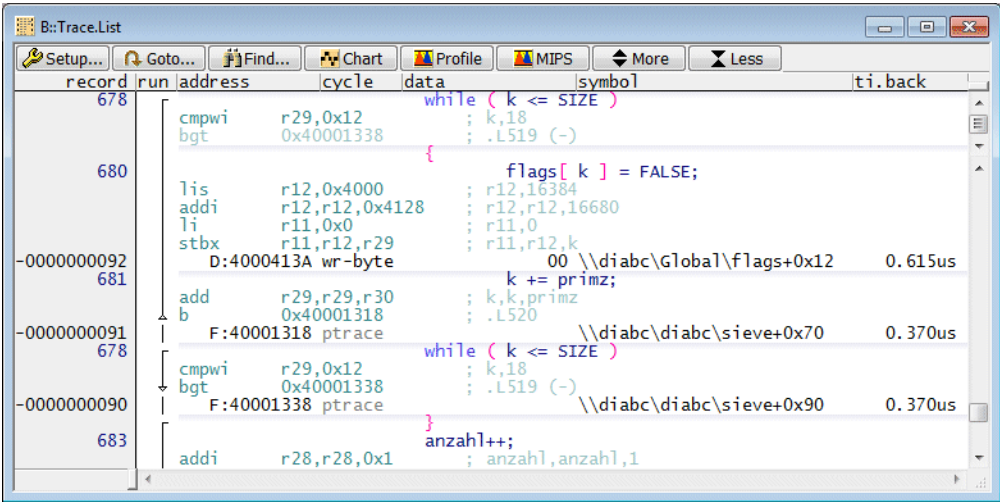 B::Trace.List
Setup... Goto... Find... Chart Profile MIPS More Less
record run address cycle data symbol ti.back
678 while ( k <= SIZE )
cmpwi r29,0x12 ; k,18
bgt 0x40001338 ; .L519 (-)
{
680 flags[ k ] = FALSE;
lis r12,0x4000 ; r12,16384
addi r12,r12,0x4128 ; r12,r12,16680
li r11,0x0 ; r11,0
stbx r11,r12,r29 ; r11,r12,k
-0000000092 D:4000413A wr-byte 00 \\diabc\Global\flags+0x12 0.615us
681 k += primz;
add r29,r29,r30 ; k,k,primz
b 0x40001318 ; .L520
-0000000091 F:40001318 ptrace \\diabc\diabc\sieve+0x70 0.370us
678 while ( k <= SIZE )
cmpwi r29,0x12 ; k,18
bgt 0x40001338 ; .L519 (-)
-0000000090 F:40001338 ptrace \\diabc\diabc\sieve+0x90 0.370us
}
683 anzahl++;
addi r28,r28,0x1 ; anzahl,anzahl,1